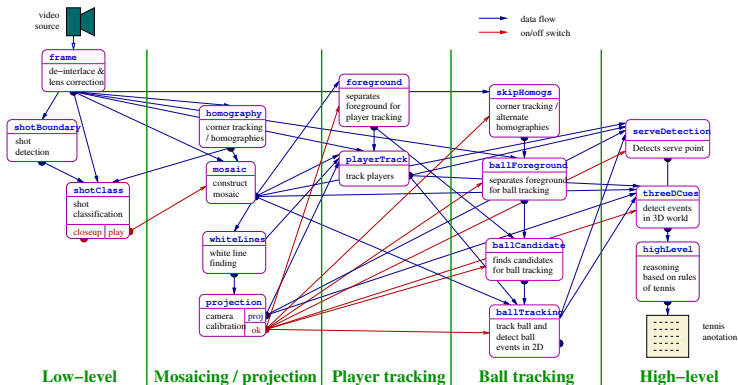 video
source
data flow
on/off switch
frame
de-interlace &
lens correction
shotBoundary
shot
detection
shotClass
shot
classification
closeup play
homography
corner tracking
/ homographies
mosaic
construct
mosaic
whiteLines
white line
finding
projection
camera
calibration
proj
ok
foreground
separates
foreground for
player tracking
playerTrack
track players
skipHomogs
corner tracking /
alternate
homographies
ballForeground
separates foreground
for ball tracking
ballCandidate
finds candidates
for ball tracking
ballTracking
track ball and
detect ball
events in 2D
serveDetection
Detects serve point
threeDCues
detect events
in 3D world
highLevel
reasoning
based on rules
of tennis
tennis
anotation
Low-level
Mosaicing / projection
Player tracking
Ball tracking
High-level